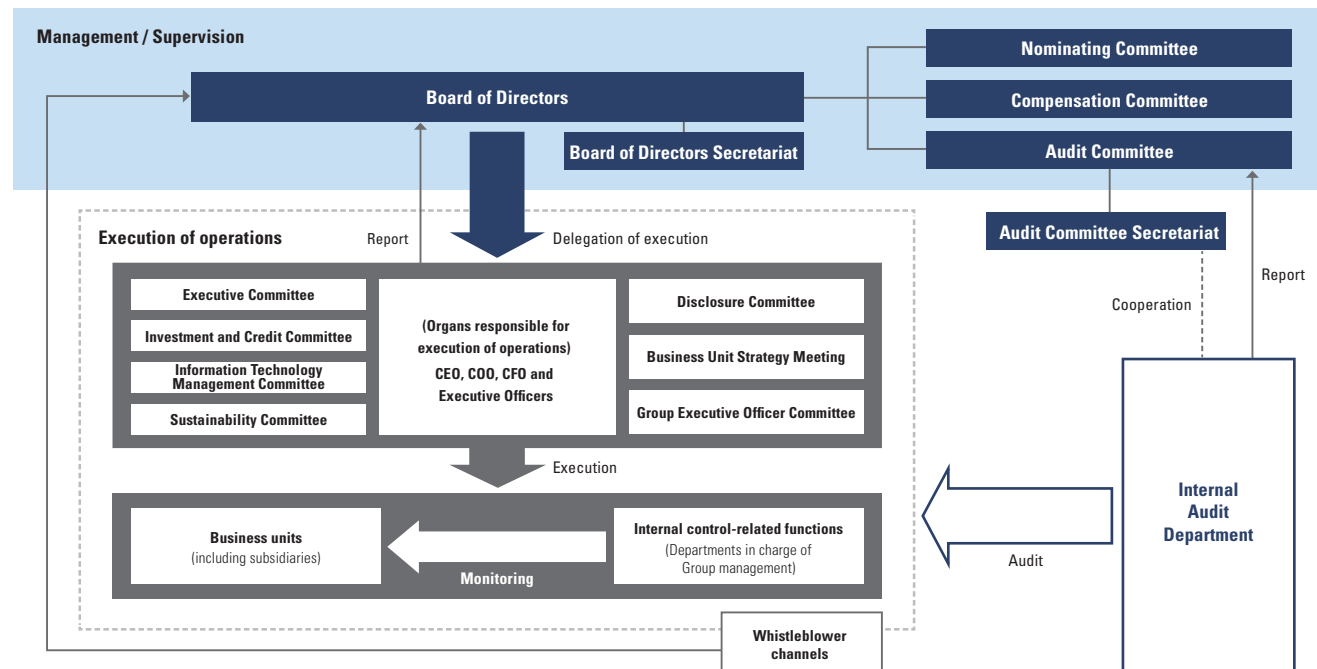 Management / Supervision
Board of Directors
Board of Directors Secretariat
Nominating Committee
Compensation Committee
Audit Committee
Audit Committee Secretariat
Report
Cooperation
Execution of operations
Report
Delegation of execution
Executive Committee
Investment and Credit Committee
Information Technology
Management Committee
Sustainability Committee
(Organs responsible for
execution of operations)
CEO, COO, CFO and
Executive Officers
Disclosure Committee
Business Unit Strategy Meeting
Group Executive Officer Committee
Execution
Business units
(including subsidiaries)
Monitoring
Internal control-related functions
(Departments in charge of
Group management)
Audit
Internal
Audit
Department
Whistleblower
channels